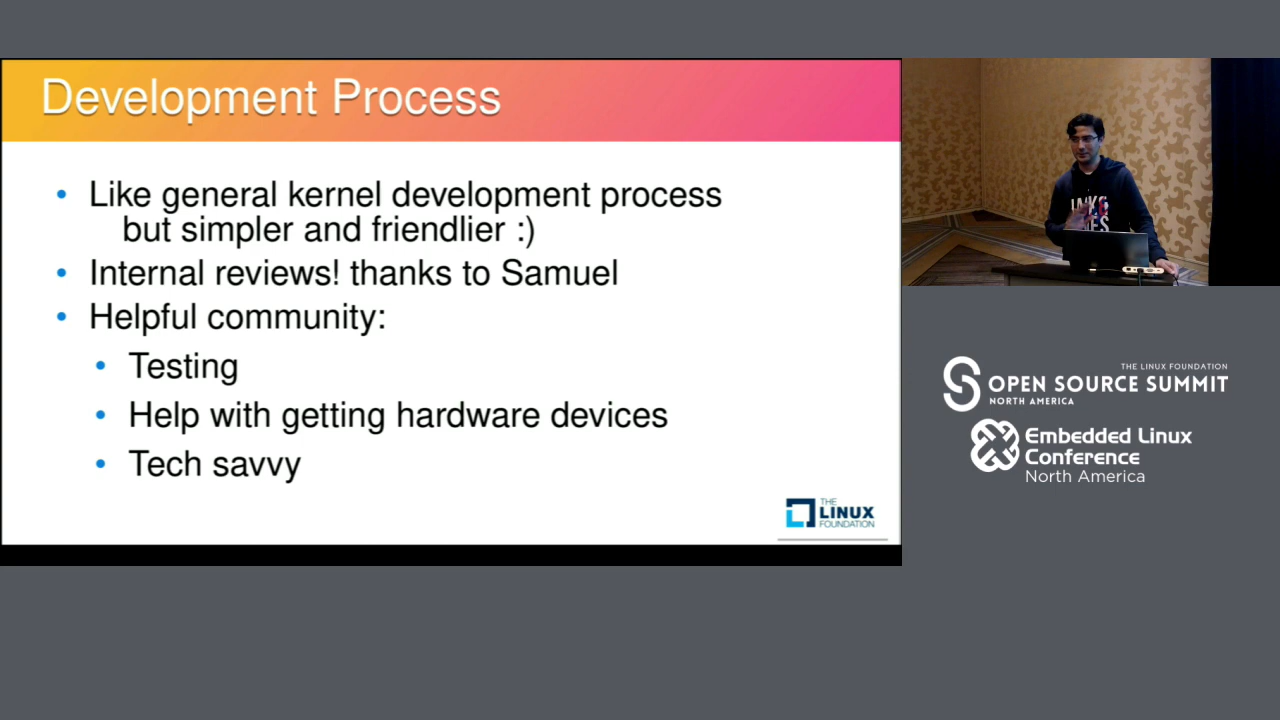 Development Process
• Like general kernel development process
but simpler and friendlier :)
• Internal reviews! thanks to Samuel
• Helpful community:
• Testing
• Help with getting hardware devices
• Tech savvy
THE
LINUX
FOUNDATION
THE LINUX FOUNDATION
OPEN SOURCE SUMMIT
NORTH AMERICA
Embedded Linux
Conference
North America